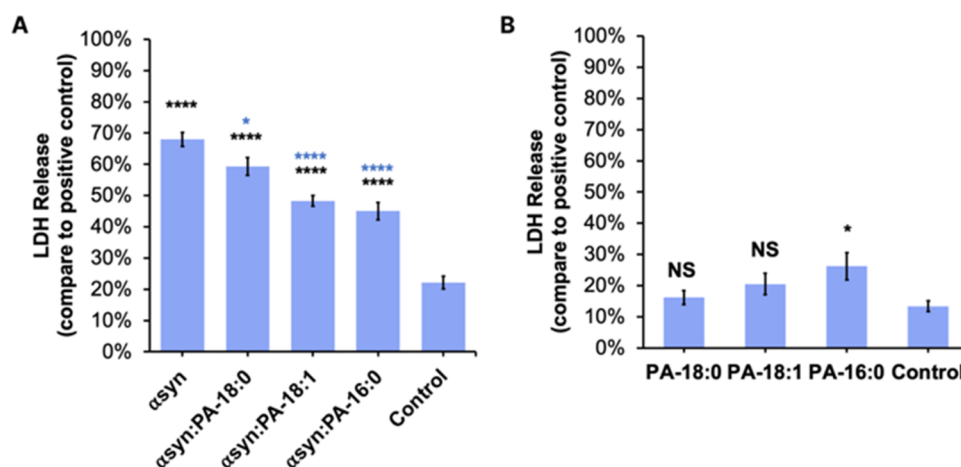 A
LDH Release
(compare to positive control)
100%
90%
80%
70%
60%
50%
40%
30%
20%
10%
0%
****
*
****
****
****
****
****
αsyn
αsyn:PA-18:0
αsyn:PA-18:1
αsyn:PA-16:0
Control
B
LDH Release
(compare to positive control)
100%
90%
80%
70%
60%
50%
40%
30%
20%
10%
0%
NS
NS
*
PA-18:0 PA-18:1 PA-16:0 Control